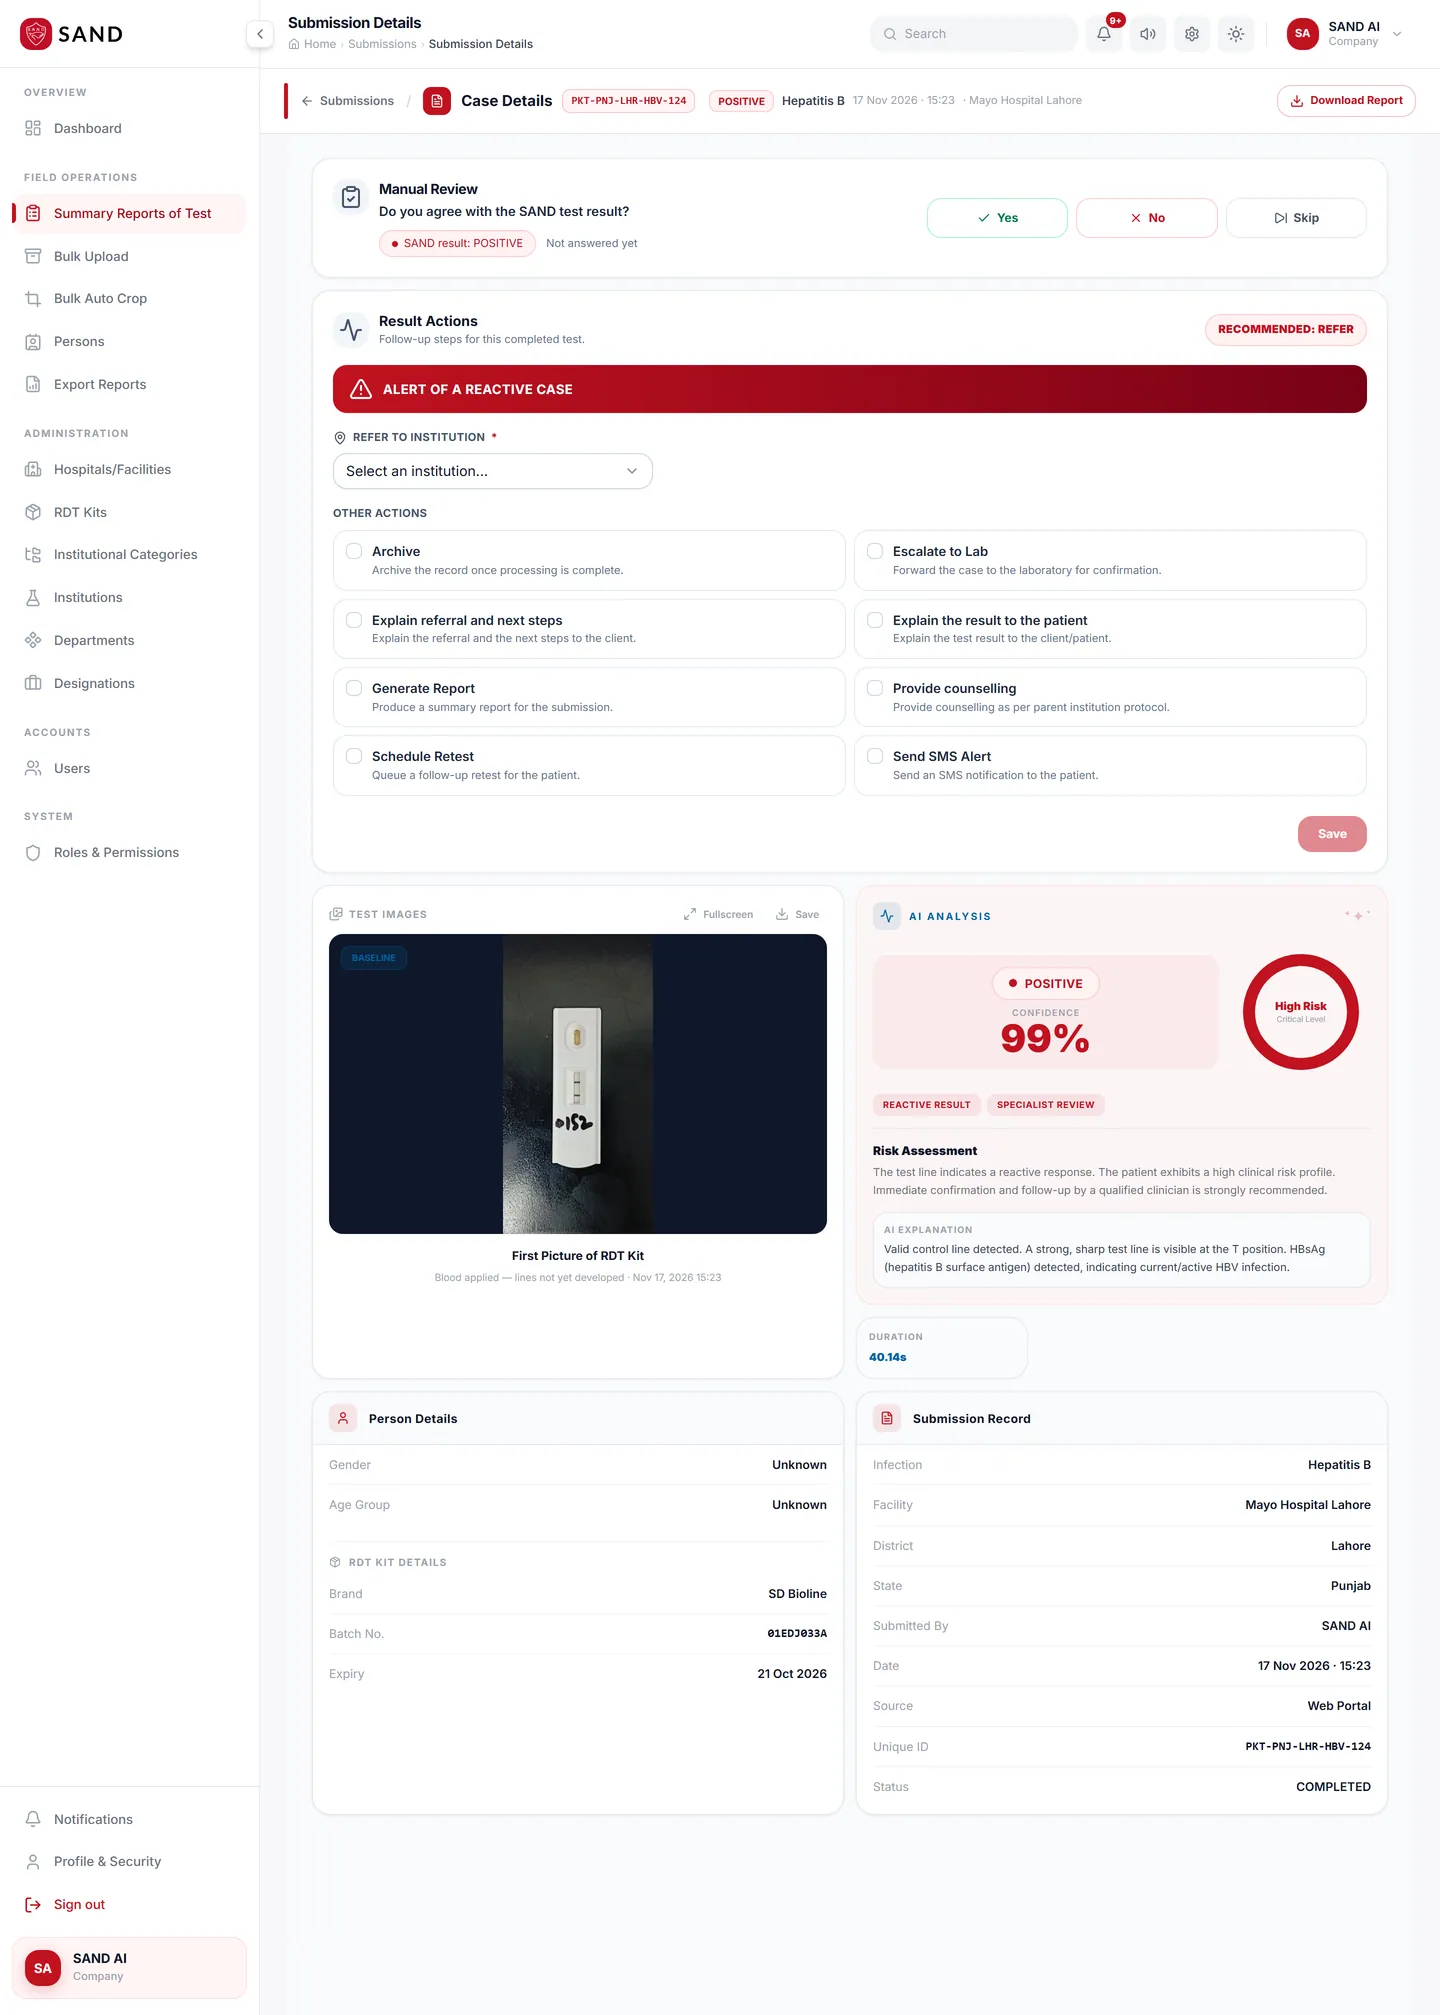 SAND
OVERVIEW
Dashboard
FIELD OPERATIONS
Summary Reports of Test
Bulk Upload
Bulk Auto Crop
Persons
Export Reports
ADMINISTRATION
Hospitals/Facilities
RDT Kits
Institutional Categories
Institutions
Departments
Designations
ACCOUNTS
Users
SYSTEM
Roles & Permissions
Notifications
Profile & Security
Sign out
SA
SAND AI
Company
Submission Details
Home › Submissions › Submission Details
Search
9+
SA
SAND AI
Company
Submissions / Case Details PKT-PNJ-LHR-HBV-124 POSITIVE Hepatitis B 17 Nov 2026 · 15:23 · Mayo Hospital Lahore
Download Report
Manual Review
Do you agree with the SAND test result?
SAND result: POSITIVE Not answered yet
Yes
No
Skip
Result Actions
Follow-up steps for this completed test.
RECOMMENDED: REFER
ALERT OF A REACTIVE CASE
REFER TO INSTITUTION *
Select an institution...
OTHER ACTIONS
Archive
Archive the record once processing is complete.
Escalate to Lab
Forward the case to the laboratory for confirmation.
Explain referral and next steps
Explain the referral and the next steps to the client.
Explain the result to the patient
Explain the test result to the client/patient.
Generate Report
Produce a summary report for the submission.
Provide counselling
Provide counselling as per parent institution protocol.
Schedule Retest
Queue a follow-up retest for the patient.
Send SMS Alert
Send an SMS notification to the patient.
Save
TEST IMAGES
Fullscreen
Save
BASELINE
0152
First Picture of RDT Kit
Blood applied — lines not yet developed · Nov 17, 2026 15:23
AI ANALYSIS
POSITIVE
CONFIDENCE
99%
High Risk
Critical Level
REACTIVE RESULT
SPECIALIST REVIEW
Risk Assessment
The test line indicates a reactive response. The patient exhibits a high clinical risk profile.
Immediate confirmation and follow-up by a qualified clinician is strongly recommended.
AI EXPLANATION
Valid control line detected. A strong, sharp test line is visible at the T position. HBsAg
(hepatitis B surface antigen) detected, indicating current/active HBV infection.
DURATION
40.14s
Person Details
Gender Unknown
Age Group Unknown
RDT KIT DETAILS
Brand SD Bioline
Batch No. 01EDJ033A
Expiry 21 Oct 2026
Submission Record
Infection Hepatitis B
Facility Mayo Hospital Lahore
District Lahore
State Punjab
Submitted By SAND AI
Date 17 Nov 2026 · 15:23
Source Web Portal
Unique ID PKT-PNJ-LHR-HBV-124
Status COMPLETED